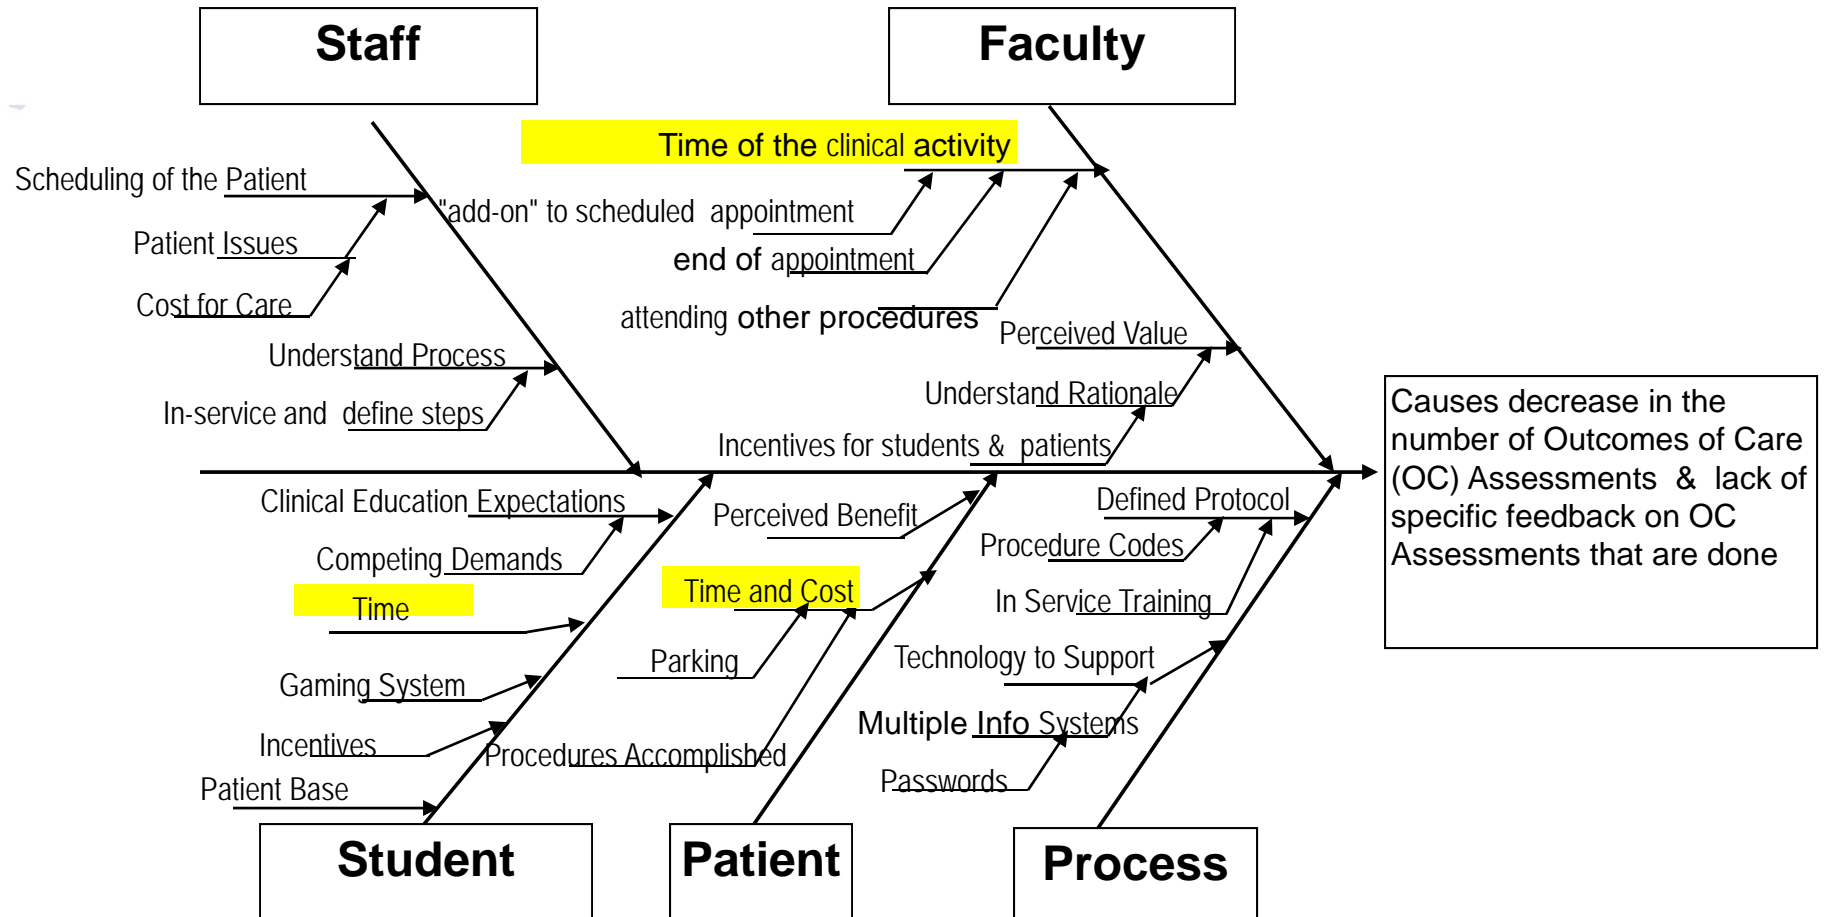 Staff
Faculty
Time of the clinical activity
Scheduling of the Patient
"add-on" to scheduled appointment
Patient Issues
end of appointment
Cost for Care
attending other procedures
Perceived Value
Understand Process
Understand Rationale
In-service and define steps
Incentives for students & patients
Causes decrease in the
number of Outcomes of Care
(OC) Assessments & lack of
specific feedback on OC
Assessments that are done
Clinical Education Expectations
Perceived Benefit
Defined Protocol
Competing Demands
Procedure Codes
Time
Time and Cost
In Service Training
Gaming System
Parking
Technology to Support
Incentives
Procedures Accomplished
Multiple Info Systems
Patient Base
Passwords
Student
Patient
Process